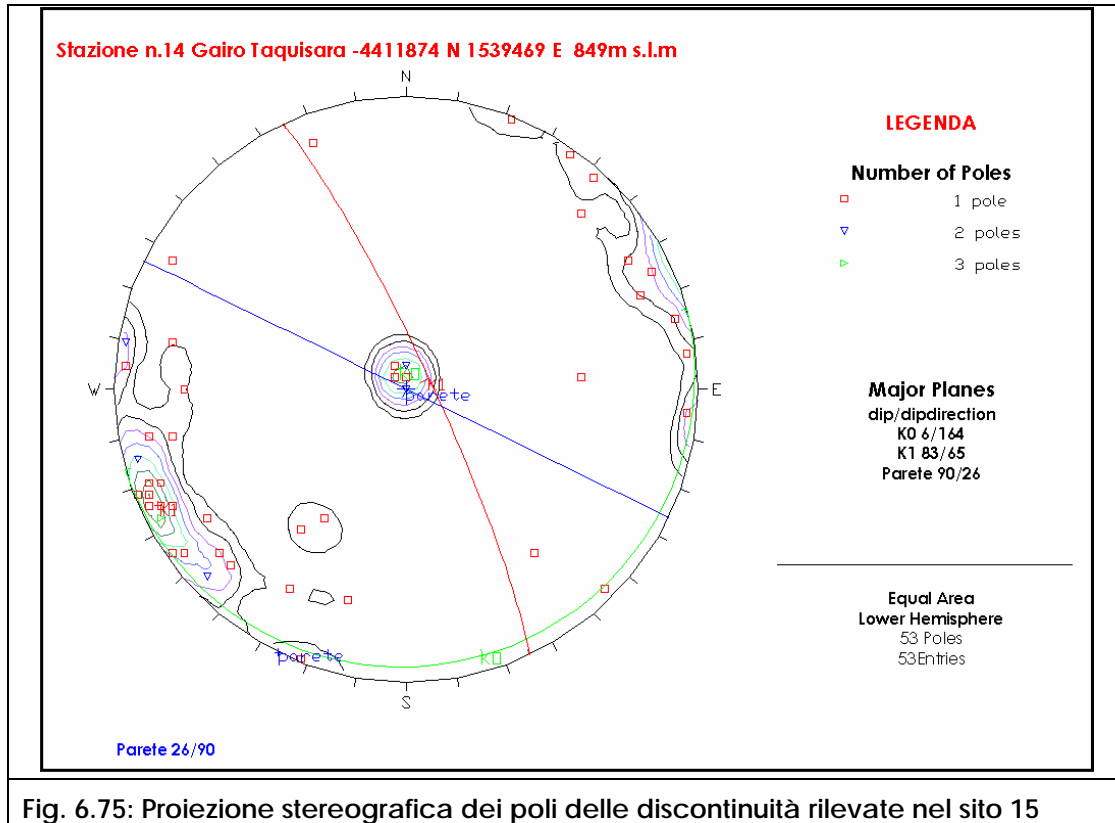 Stazione n.14 Gairo Taquisara -4411874 N 1539469 E 849m s.l.m
N
LEGENDA
Number of Poles
1 pole
2 poles
3 poles
W
E
S
k0
k1
parete
k1
parete
k0
Major Planes
dip/dipdirection
K0 6/164
K1 83/65
Parete 90/26
Equal Area
Lower Hemisphere
53 Poles
53Entries
Parete 26/90
Fig. 6.75: Proiezione stereografica dei poli delle discontinuità rilevate nel sito 15